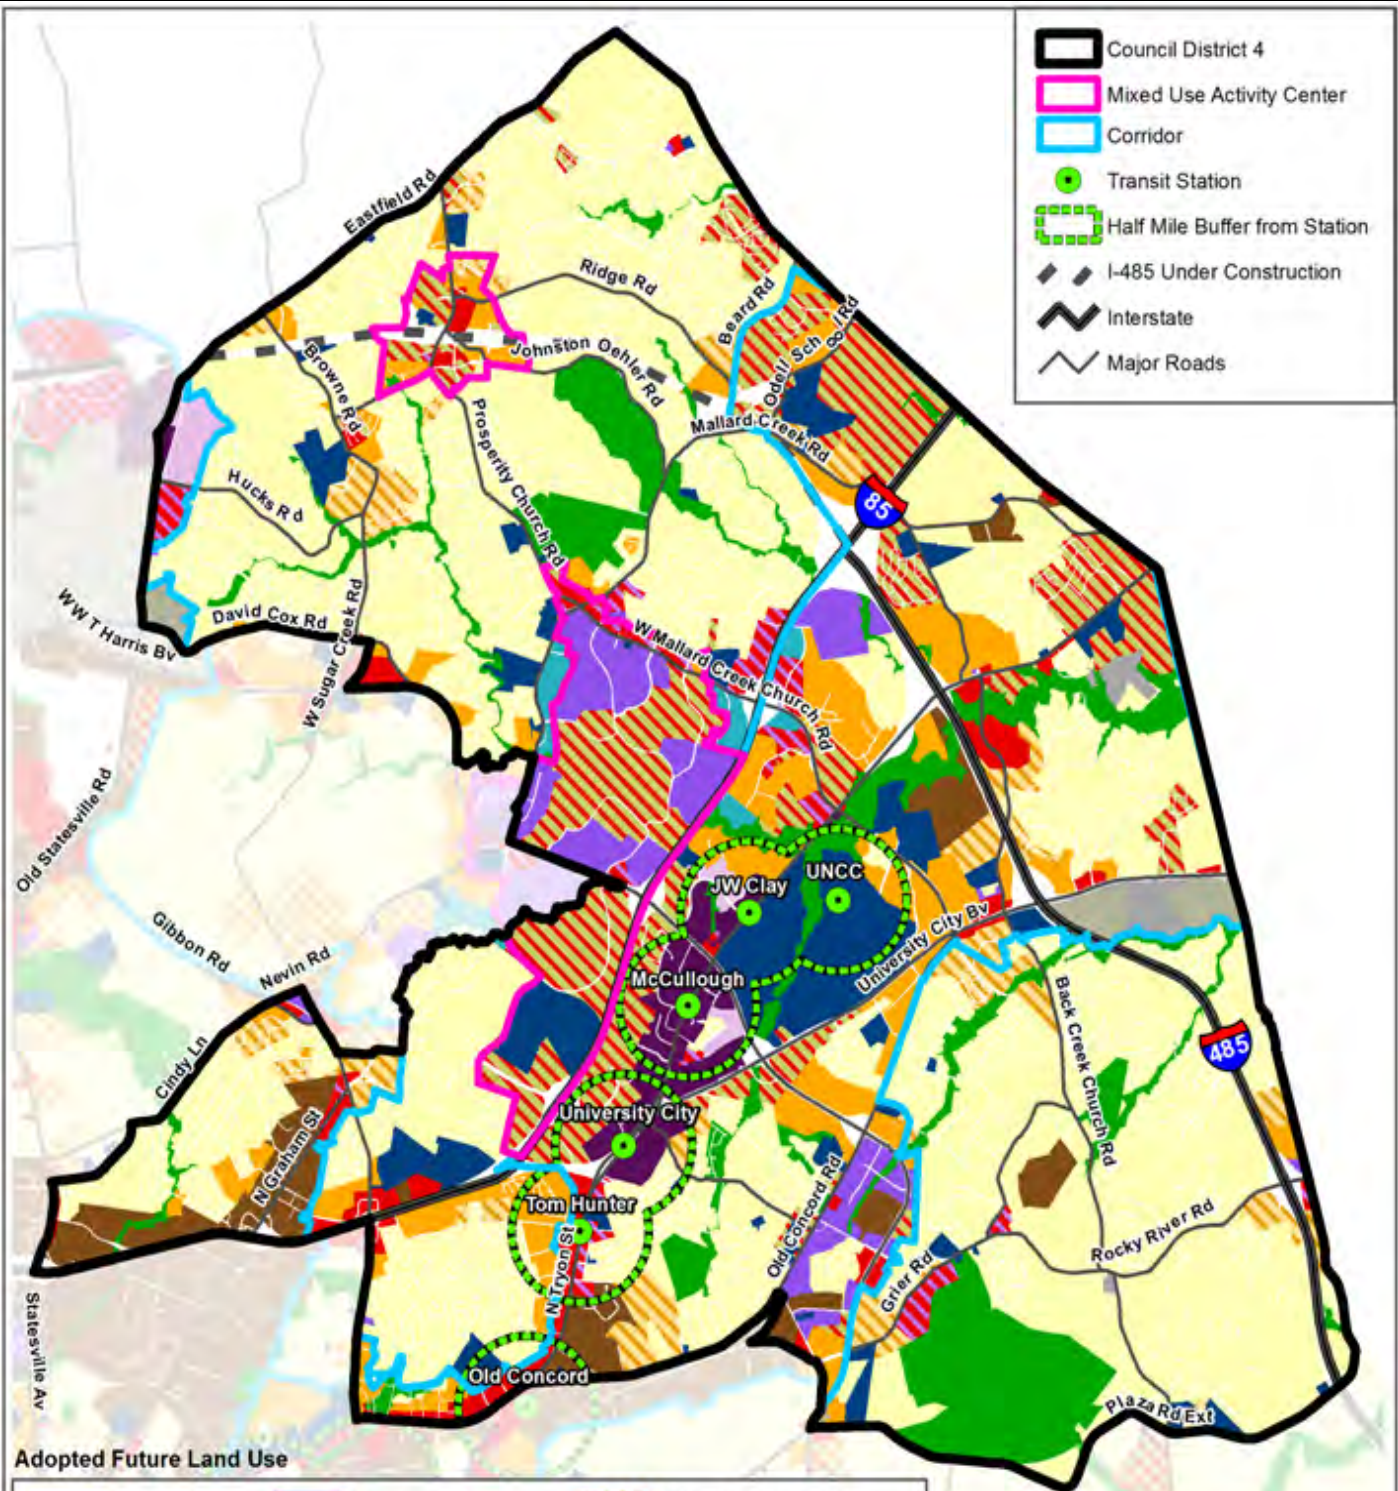 Council District 4
Mixed Use Activity Center
Corridor
Transit Station
Half Mile Buffer from Station
I-485 Under Construction
Interstate
Major Roads
Eastfield Rd
Ridge Rd
Beard Rd
Odell School Rd
Johnston Oehler Rd
Browne Rd
Mallard Creek Rd
Prosperity Church Rd
Hucks Rd
85
W W T Harris Bv
David Cox Rd
W Sugar Creek Rd
W Mallard Creek Church Rd
Old Statesville Rd
JW Clay
UNCC
University City Bv
Gibbon Rd
Nevin Rd
McCullough
Back Creek Church Rd
485
Cindy Ln
University City
N Graham St
Tom Hunter
Old Concord Rd
Rocky River Rd
N Tryon St
Grier Rd
Statesville Av
Old Concord
Plaza Rd Ext
Adopted Future Land Use